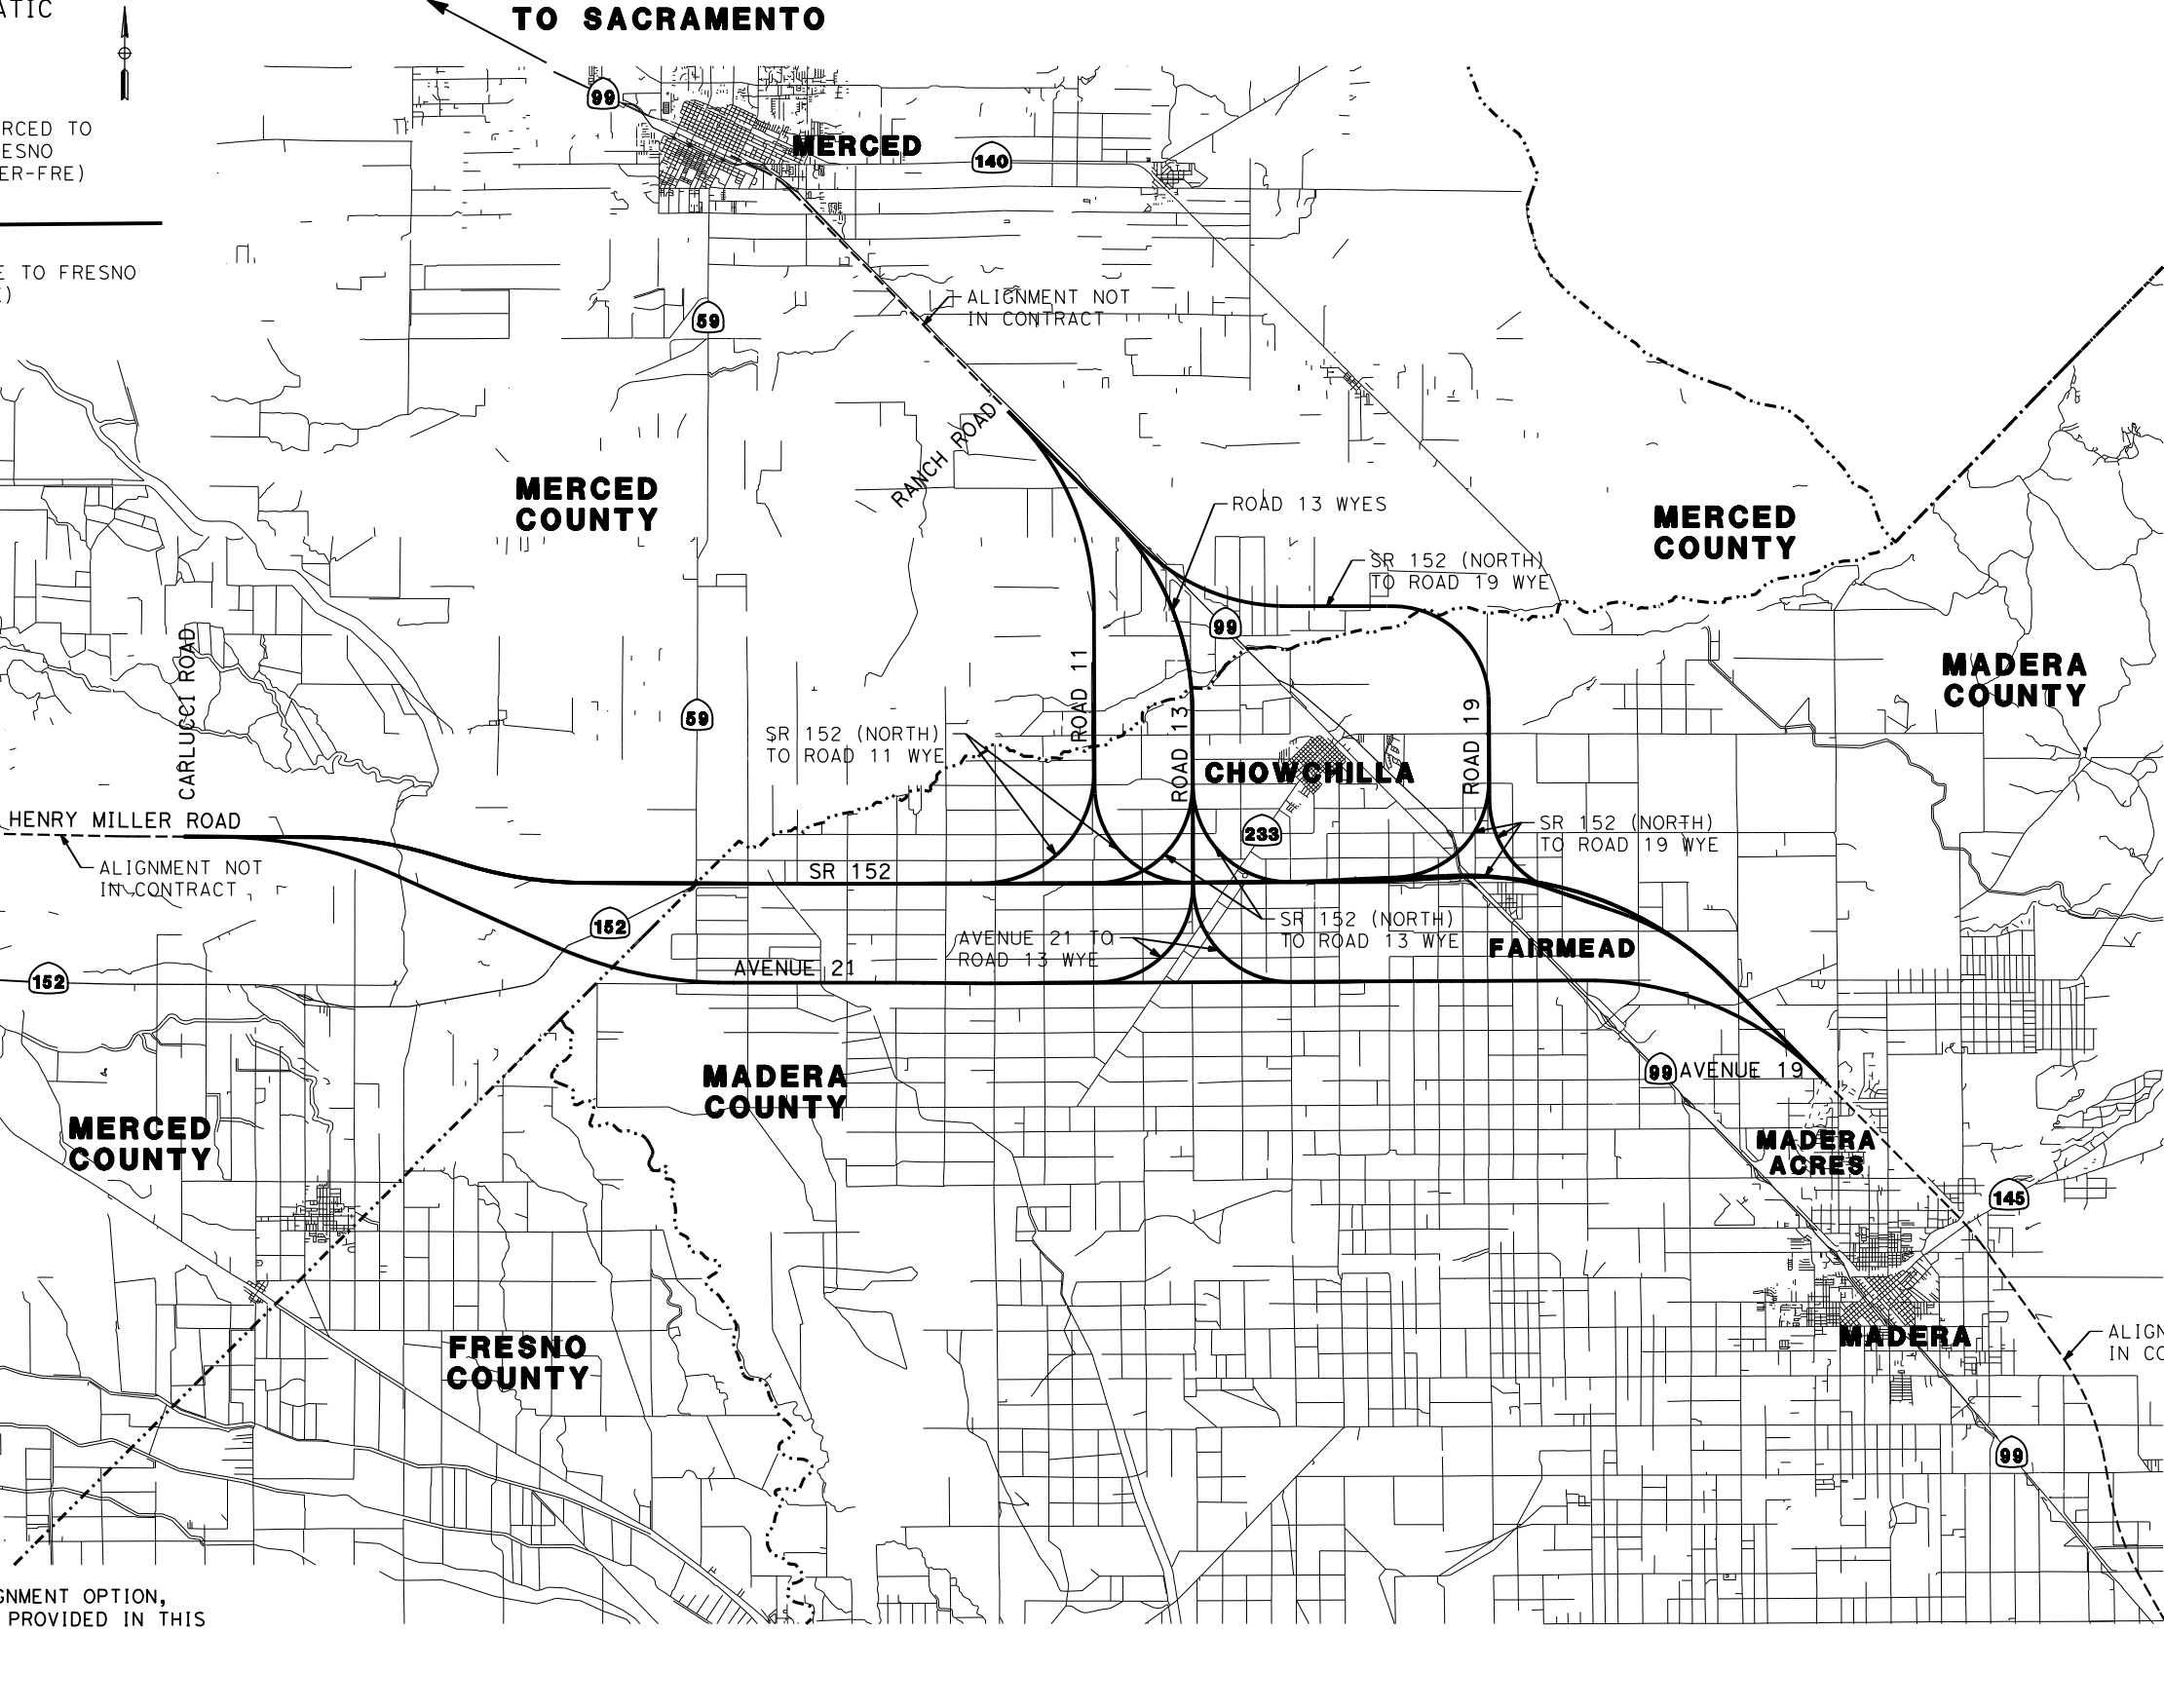 ATIC
TO SACRAMENTO
99
RCED TO
ESNO
ER-FRE)
MERCED
140
E TO FRESNO
E)
ALIGNMENT NOT
IN CONTRACT
59
RANCH ROAD
MERCED
COUNTY
ROAD 13 WYES
MERCED
COUNTY
SR 152 (NORTH)
TO ROAD 19 WYE
99
CARLUCCI ROAD
MADERA
COUNTY
59
ROAD 11
ROAD 13
ROAD 19
SR 152 (NORTH)
TO ROAD 11 WYE
CHOWCHILLA
HENRY MILLER ROAD
233
SR 152 (NORTH)
TO ROAD 19 WYE
ALIGNMENT NOT
IN CONTRACT
SR 152
152
SR 152 (NORTH)
TO ROAD 13 WYE
AVENUE 21 TO
ROAD 13 WYE
FAIRMEAD
152
AVENUE 21
99
AVENUE 19
MADERA
COUNTY
MERCED
COUNTY
MADERA
ACRES
145
FRESNO
COUNTY
MADERA
ALIGN
IN CO
99
GNMENT OPTION,
PROVIDED IN THIS